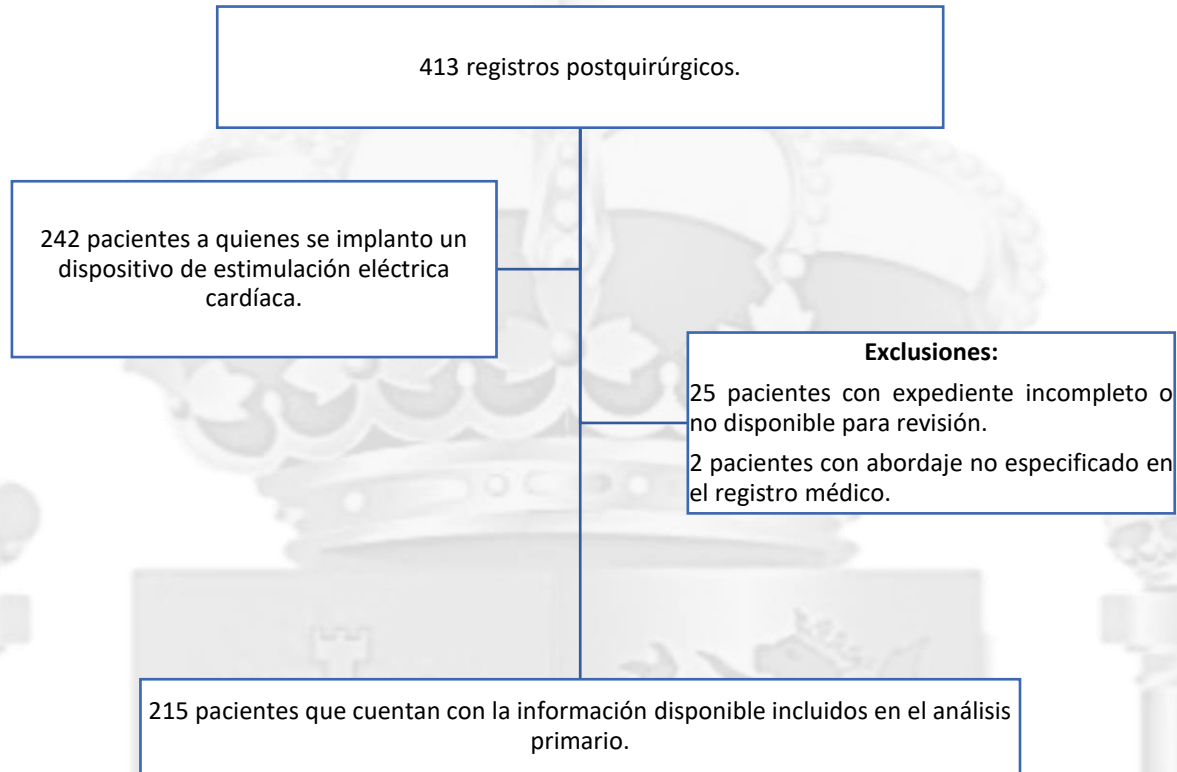 413 registros postquirúrgicos.
242 pacientes a quienes se implanto un
dispositivo de estimulación eléctrica
cardíaca.
Exclusiones:
25 pacientes con expediente incompleto o
no disponible para revisión.
2 pacientes con abordaje no especificado en
el registro médico.
215 pacientes que cuentan con la información disponible incluidos en el análisis
primario.